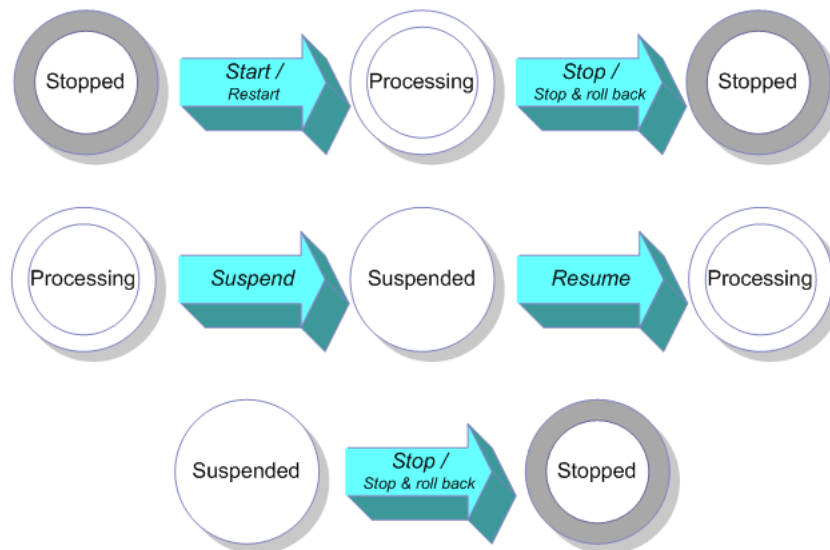 Stopped
Start /
Restart
Processing
Stop /
Stop & roll back
Stopped
Processing
Suspend
Suspended
Resume
Processing
Suspended
Stop /
Stop & roll back
Stopped